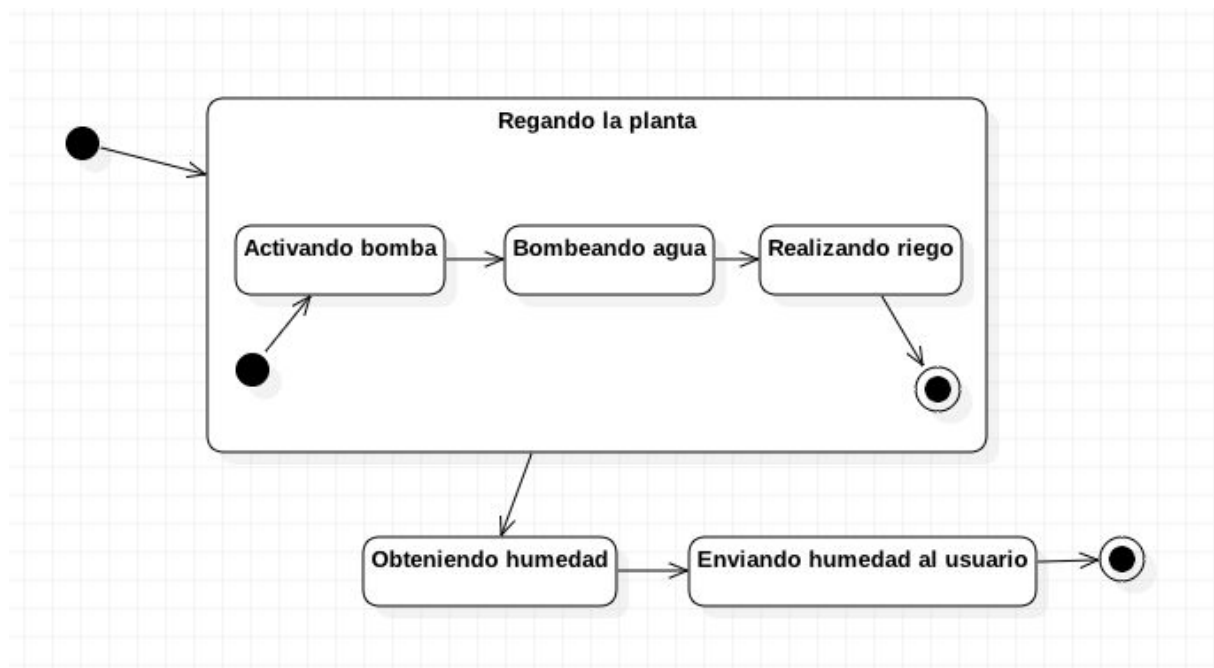 Regando la planta
Activando bomba
Bombeando agua
Realizando riego
Obteniendo humedad
Enviando humedad al usuario